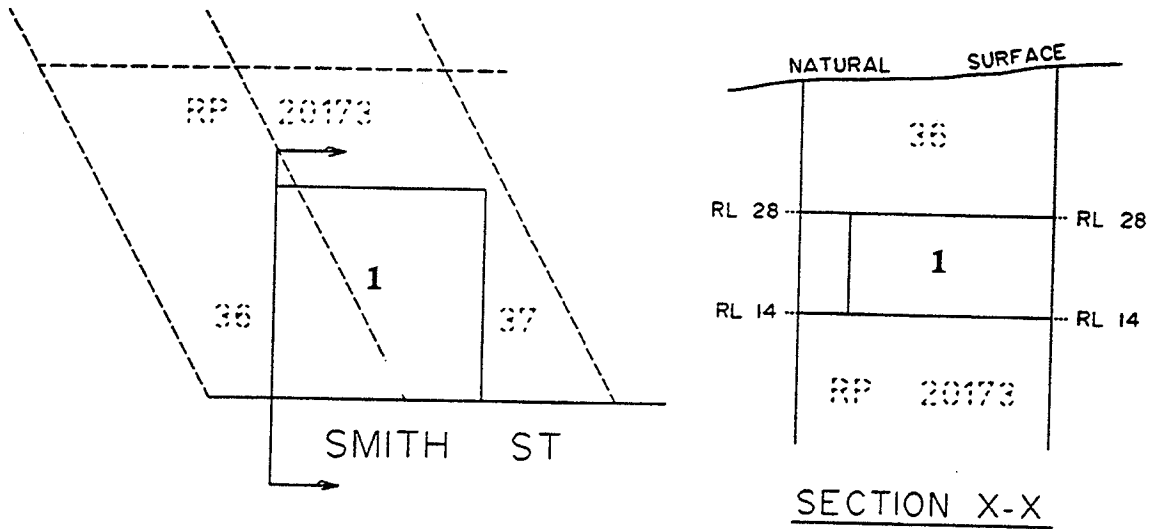 RP 20173
1
36
37
SMITH ST
NATURAL SURFACE
36
RL 28
RL 28
1
RL 14
RL 14
RP 20173
SECTION X-X